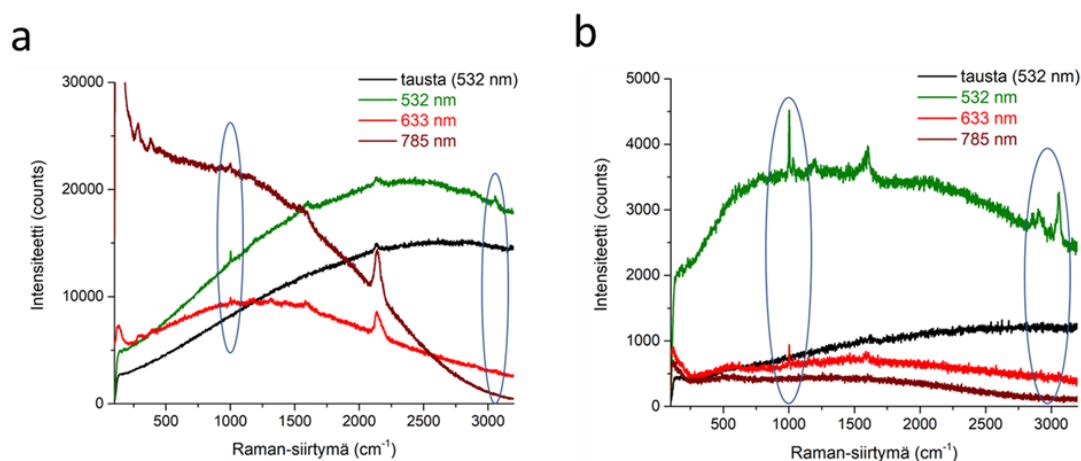 a
30000
20000
10000
0
Intensiteetti (counts)
tausta (532 nm)
532 nm
633 nm
785 nm
500 1000 1500 2000 2500 3000
Raman-siirtymä (cm⁻¹)
b
5000
4000
3000
2000
1000
0
Intensiteetti (counts)
tausta (532 nm)
532 nm
633 nm
785 nm
500 1000 1500 2000 2500 3000
Raman-siirtymä (cm⁻¹)